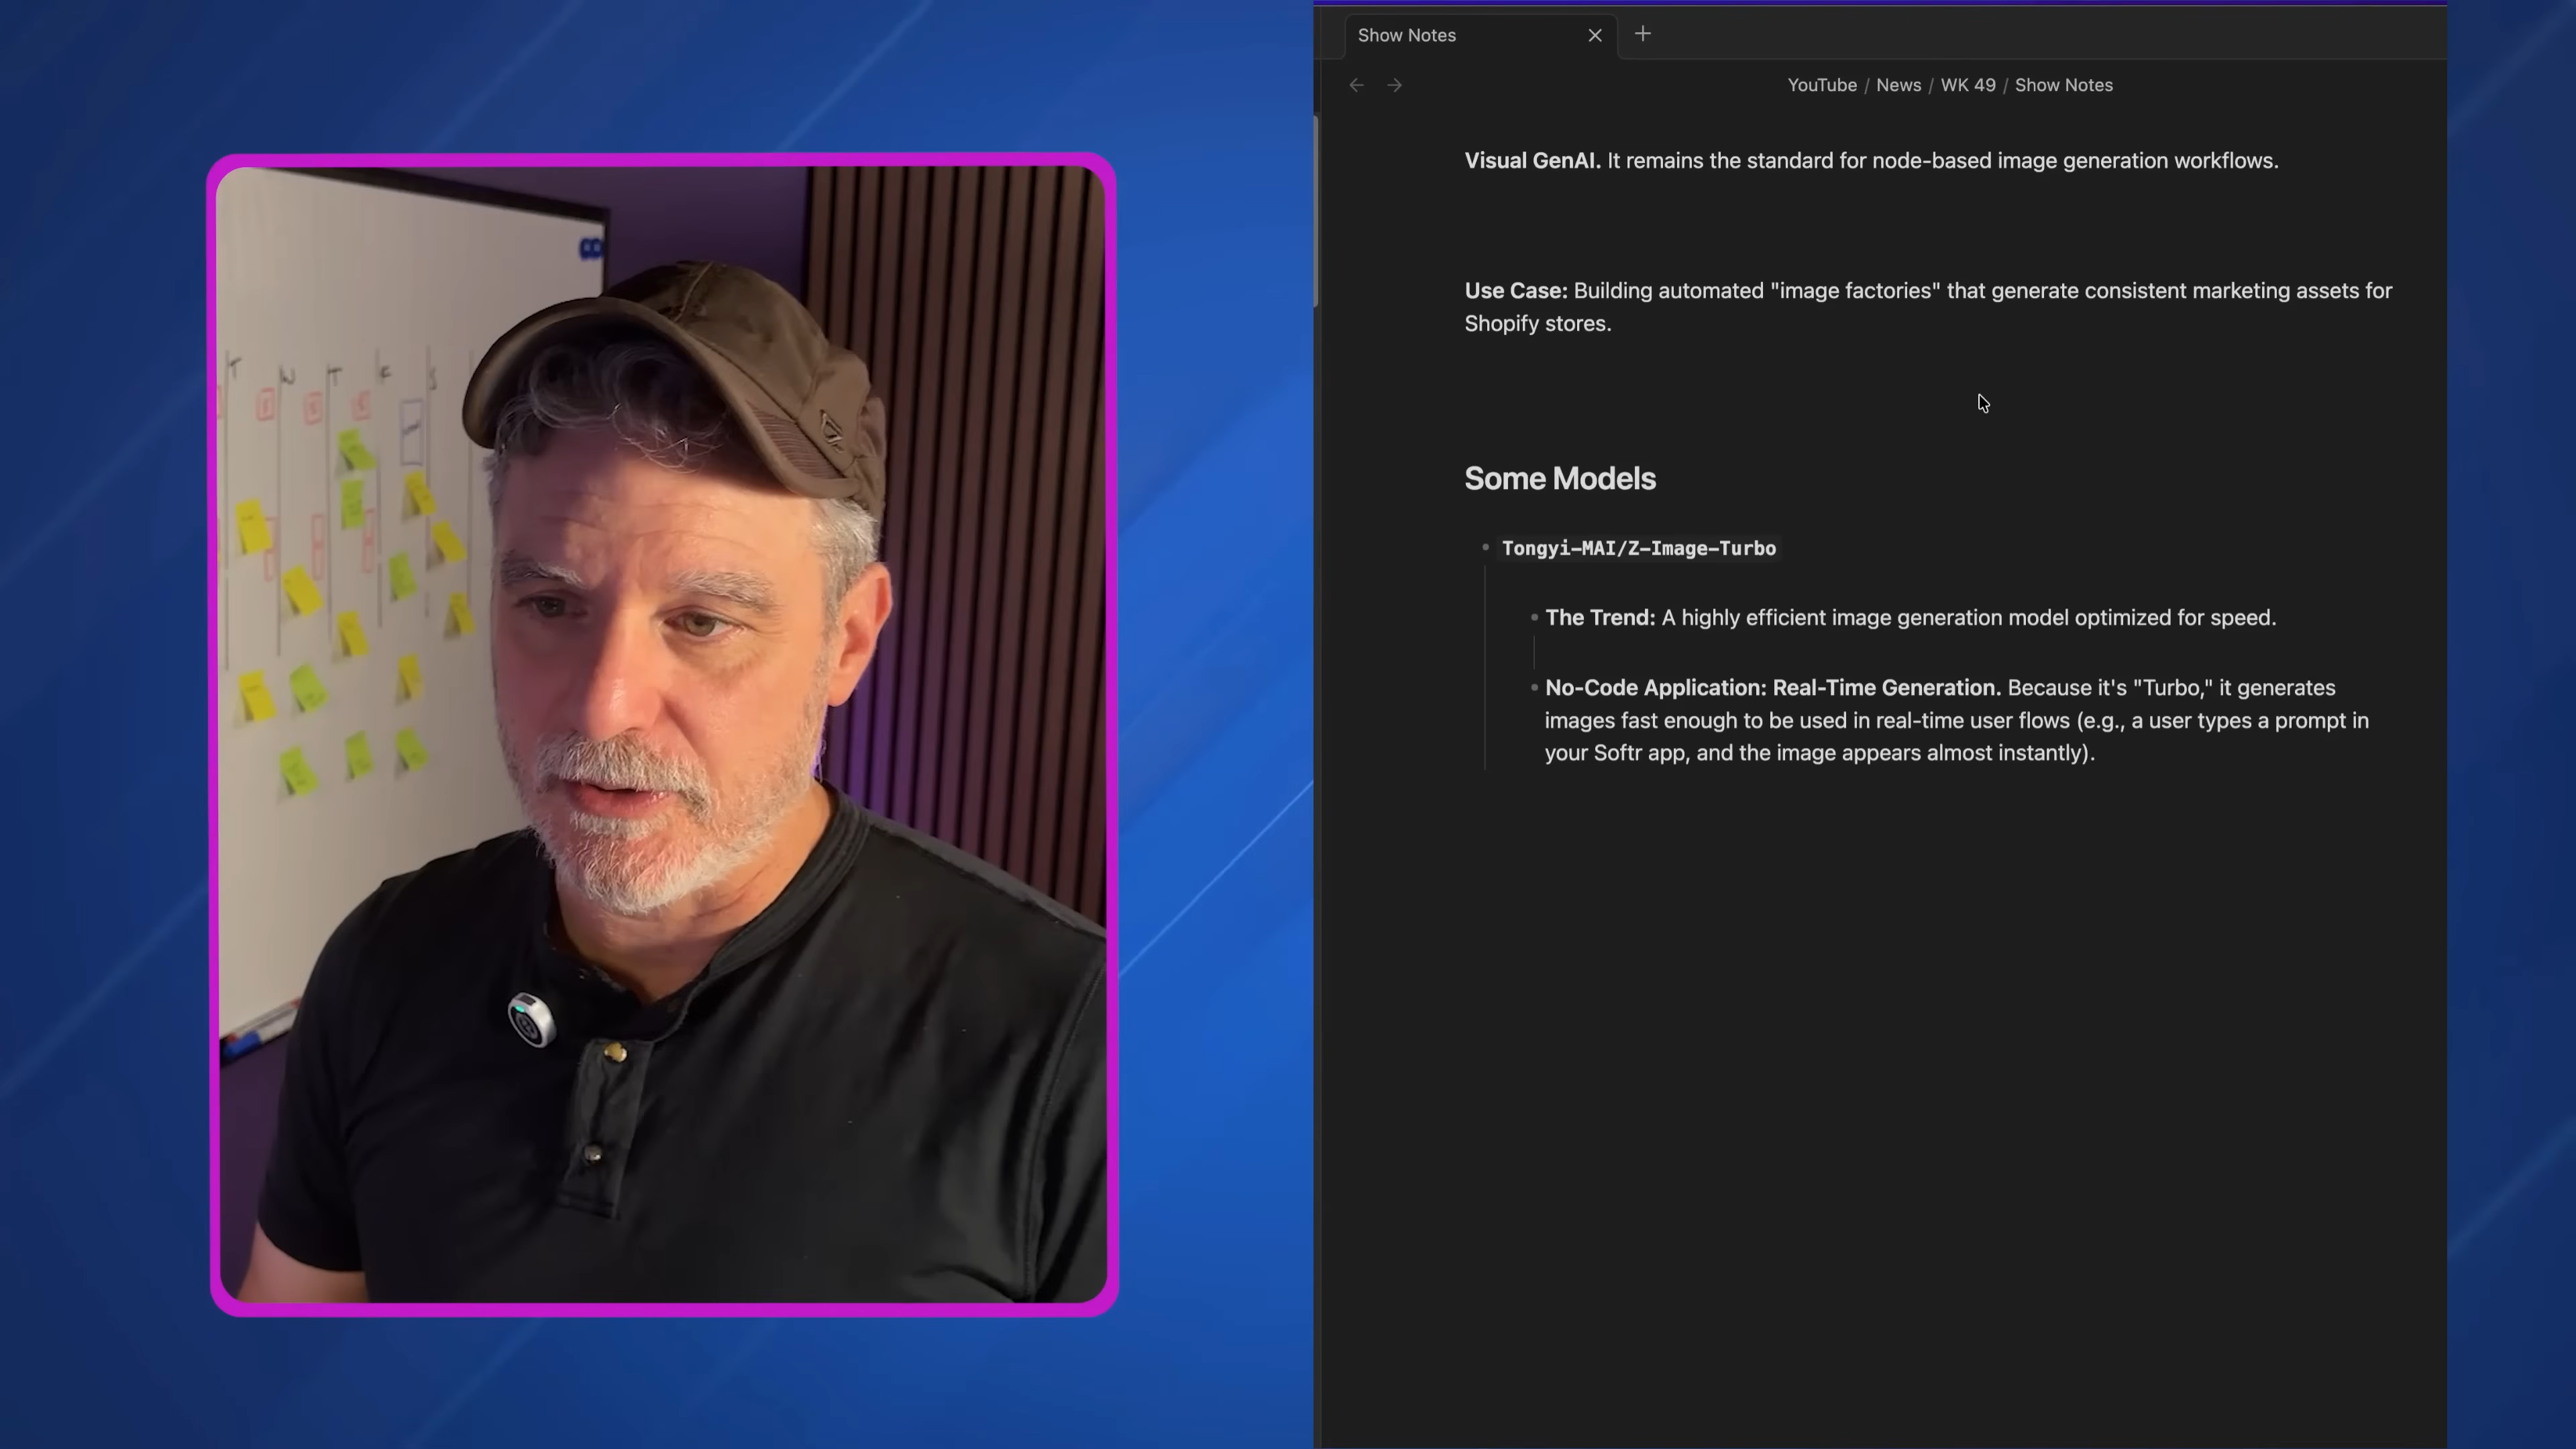 Show Notes
YouTube / News / WK 49 / Show Notes
Visual GenAI. It remains the standard for node-based image generation workflows.
Use Case: Building automated "image factories" that generate consistent marketing assets for
Shopify stores.
Some Models
Tongyi-MAI/Z-Image-Turbo
The Trend: A highly efficient image generation model optimized for speed.
No-Code Application: Real-Time Generation. Because it's "Turbo," it generates
images fast enough to be used in real-time user flows (e.g., a user types a prompt in
your Softr app, and the image appears almost instantly).
T W T F S